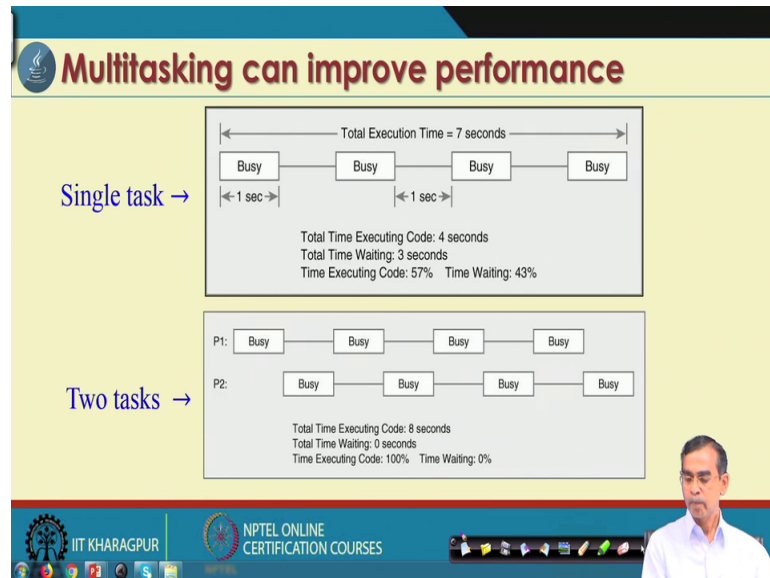 Multitasking can improve performance
Total Execution Time = 7 seconds
Busy Busy Busy Busy
Single task →
1 sec 1 sec
Total Time Executing Code: 4 seconds
Total Time Waiting: 3 seconds
Time Executing Code: 57% Time Waiting: 43%
P1: Busy Busy Busy Busy
P2: Busy Busy Busy Busy
Two tasks →
Total Time Executing Code: 8 seconds
Total Time Waiting: 0 seconds
Time Executing Code: 100% Time Waiting: 0%
IIT KHARAGPUR
NPTEL ONLINE
CERTIFICATION COURSES
NPTEL